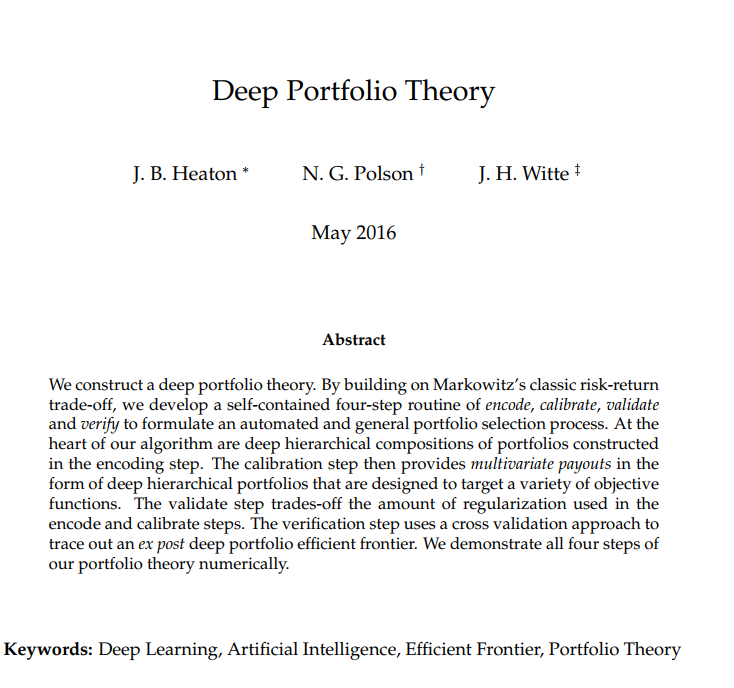 Deep Portfolio Theory
J. B. Heaton * N. G. Polson † J. H. Witte ‡
May 2016
Abstract
We construct a deep portfolio theory. By building on Markowitz's classic risk-return
trade-off, we develop a self-contained four-step routine of encode, calibrate, validate
and verify to formulate an automated and general portfolio selection process. At the
heart of our algorithm are deep hierarchical compositions of portfolios constructed
in the encoding step. The calibration step then provides multivariate payouts in the
form of deep hierarchical portfolios that are designed to target a variety of objective
functions. The validate step trades-off the amount of regularization used in the
encode and calibrate steps. The verification step uses a cross validation approach to
trace out an ex post deep portfolio efficient frontier. We demonstrate all four steps of
our portfolio theory numerically.
Keywords: Deep Learning, Artificial Intelligence, Efficient Frontier, Portfolio Theory